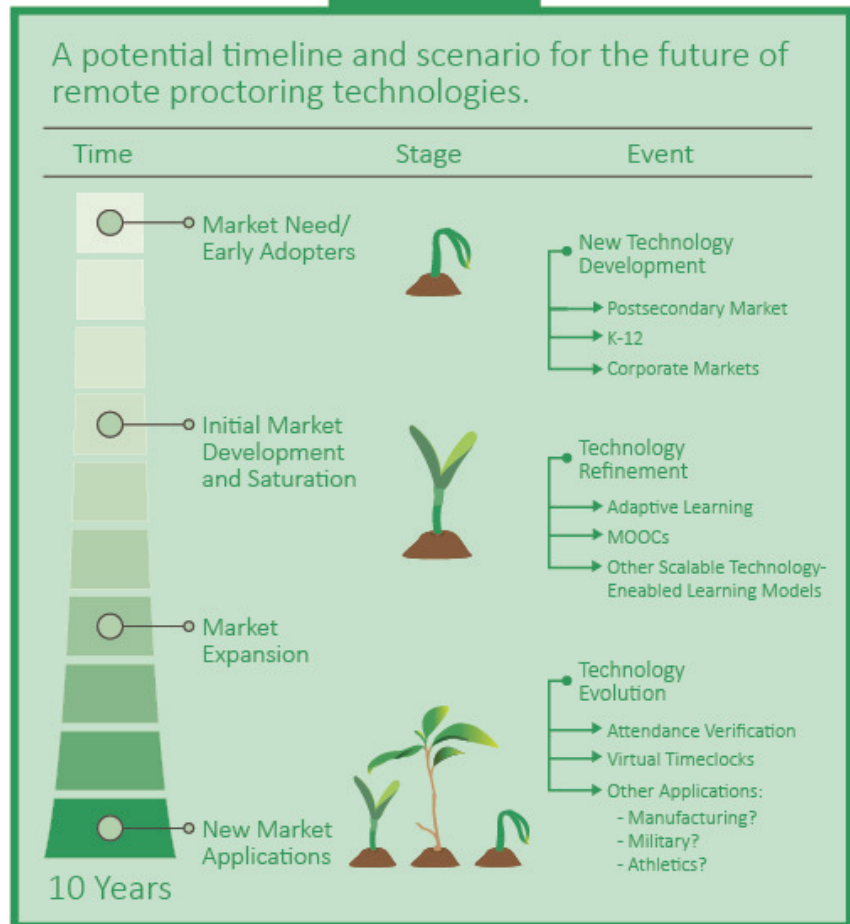 A potential timeline and scenario for the future of
remote proctoring technologies.
Time
Stage
Event
Market Need/
Early Adopters
New Technology
Development
Postsecondary Market
K-12
Corporate Markets
Initial Market
Development
and Saturation
Technology
Refinement
Adaptive Learning
MOOCs
Other Scalable Technology-
Eneabled Learning Models
Market
Expansion
Technology
Evolution
Attendance Verification
Virtual Timeclocks
Other Applications:
- Manufacturing?
- Military?
- Athletics?
New Market
Applications
10 Years